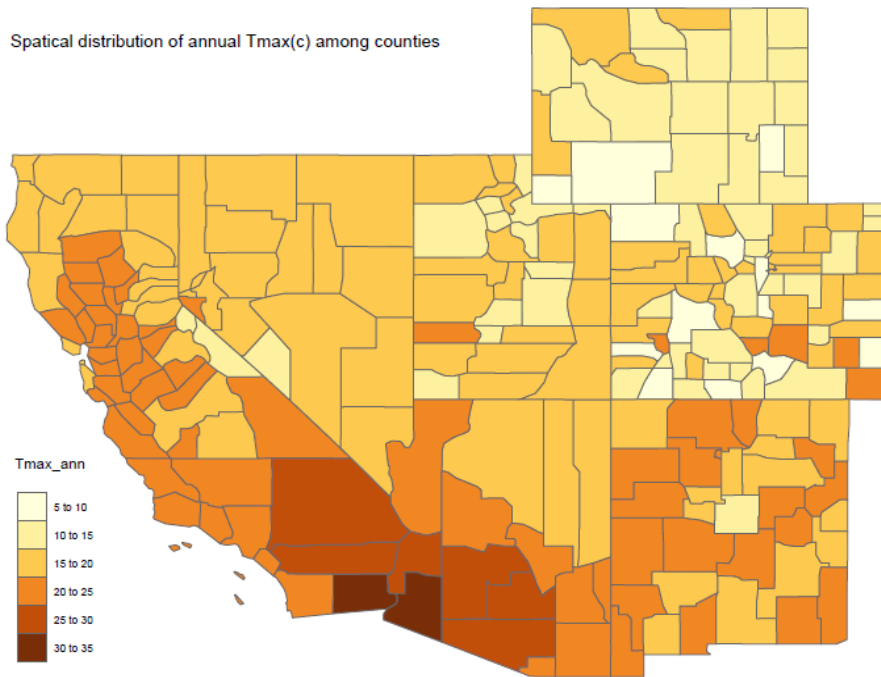 Spatical distribution of annual Tmax(c) among counties
Tmax_ann
5 to 10
10 to 15
15 to 20
20 to 25
25 to 30
30 to 35